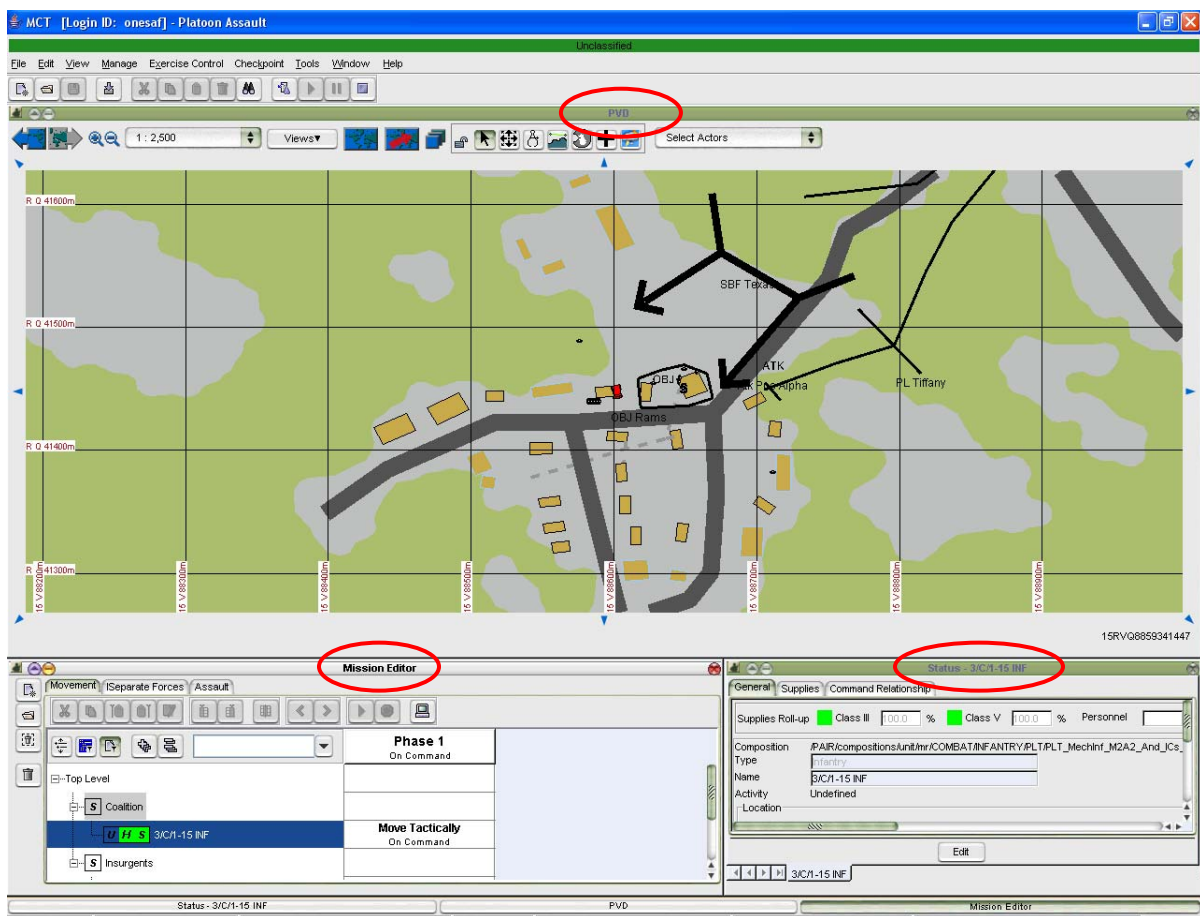 MCT [Login ID: onesaf] - Platoon Assault
Unclassified
File Edit View Manage Exercise Control Checkpoint Tools Window Help
PVD
1 : 2,500 Views▾ Select Actors
R Q 41600m
SBF Texas
R Q 41500m
ATK
OBJ
Pos Alpha
PL Tiffany
OBJ Rams
R Q 41400m
R Q 41300m
15 V 88200m
15 V 88300m
15 V 88400m
15 V 88500m
15 V 88600m
15 V 88700m
15 V 88800m
15 V 88900m
15RVQ8859341447
Mission Editor
Movement ISeparate Forces Assault
Phase 1
On Command
Top Level
S Coalition
U H S 3/C/1-15 INF
Move Tactically
On Command
S Insurgents
Status - 3/C/1-15 INF
General Supplies Command Relationship
Supplies Roll-up Class III 100.0 % Class V 100.0 % Personnel
Composition /PAIR/compositions/unit/mr/COMBAT/INFANTRY/PLT/PLT_MechInf_M2A2_And_ICs_
Type Infantry
Name 3/C/1-15 INF
Activity Undefined
Location
Edit
3/C/1-15 INF
Status - 3/C/1-15 INF PVD Mission Editor